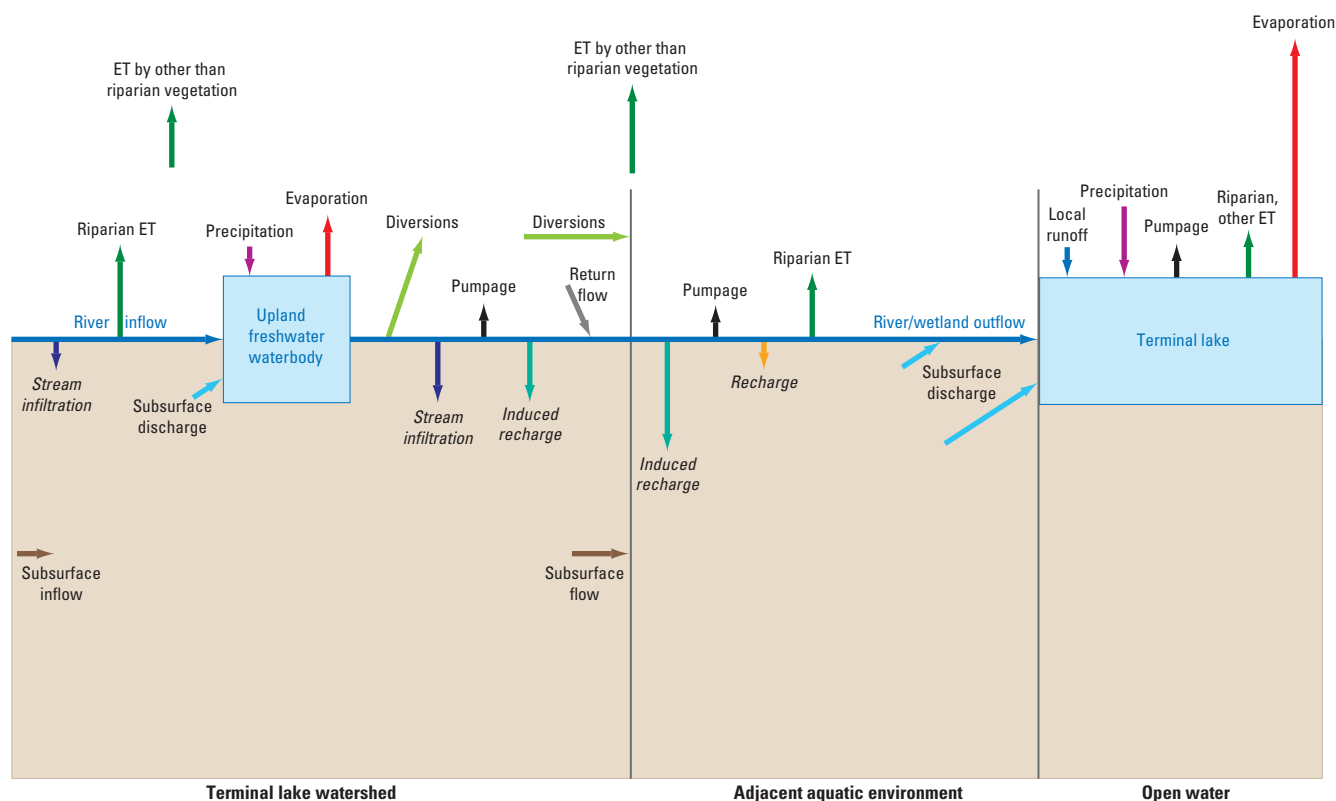 Evaporation
ET by other than
riparian vegetation
ET by other than
riparian vegetation
Riparian ET
Precipitation
Evaporation
Diversions
Diversions
Pumpage
Return
flow
Pumpage
Riparian ET
Local
runoff
Precipitation
Pumpage
Riparian,
other ET
River inflow
Upland
freshwater
waterbody
River/wetland outflow
Terminal lake
Stream
infiltration
Subsurface
discharge
Stream
infiltration
Induced
recharge
Induced
recharge
Recharge
Subsurface
discharge
Subsurface
inflow
Subsurface
flow
Terminal lake watershed
Adjacent aquatic environment
Open water